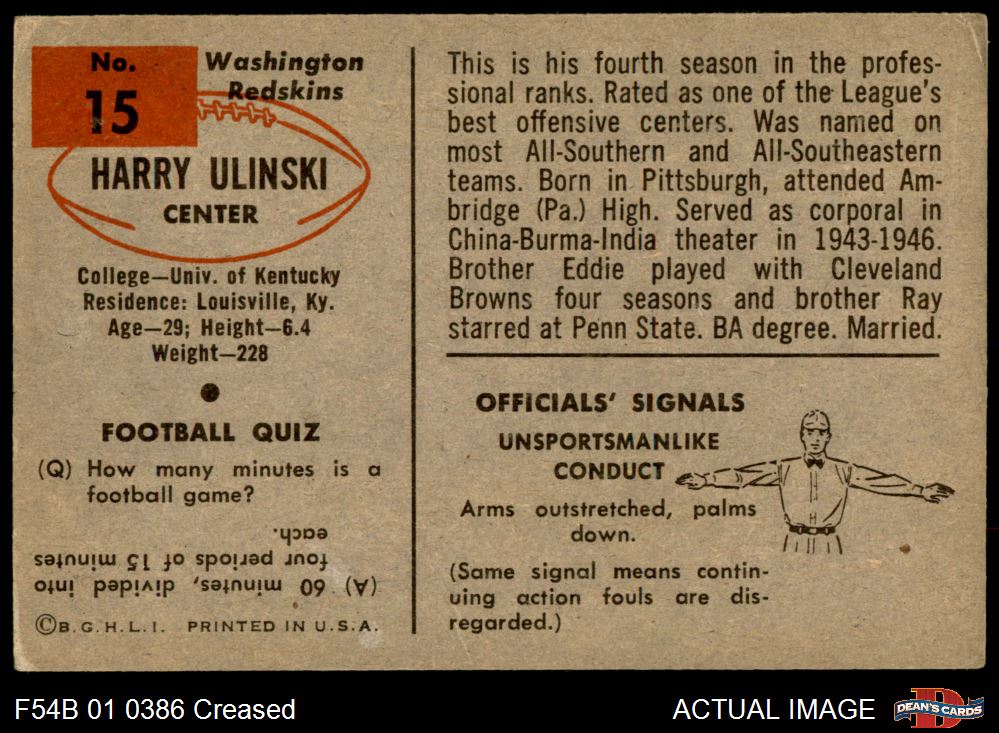 No.
15
Washington
Redskins
HARRY ULINSKI
CENTER
College—Univ. of Kentucky
Residence: Louisville, Ky.
Age—29; Height—6.4
Weight—228
FOOTBALL QUIZ
(Q) How many minutes is a
football game?
(A) 60 minutes, divided into
four periods of 15 minutes
each.
©B.G.H.L.I. PRINTED IN U.S.A.
This is his fourth season in the profes-
sional ranks. Rated as one of the League's
best offensive centers. Was named on
most All-Southern and All-Southeastern
teams. Born in Pittsburgh, attended Am-
bridge (Pa.) High. Served as corporal in
China-Burma-India theater in 1943-1946.
Brother Eddie played with Cleveland
Browns four seasons and brother Ray
starred at Penn State. BA degree. Married.
OFFICIALS' SIGNALS
UNSPORTSMANLIKE
CONDUCT
Arms outstretched, palms
down.
(Same signal means contin-
uing action fouls are dis-
regarded.)
F54B 01 0386 Creased
ACTUAL IMAGE
DEAN'S CARDS